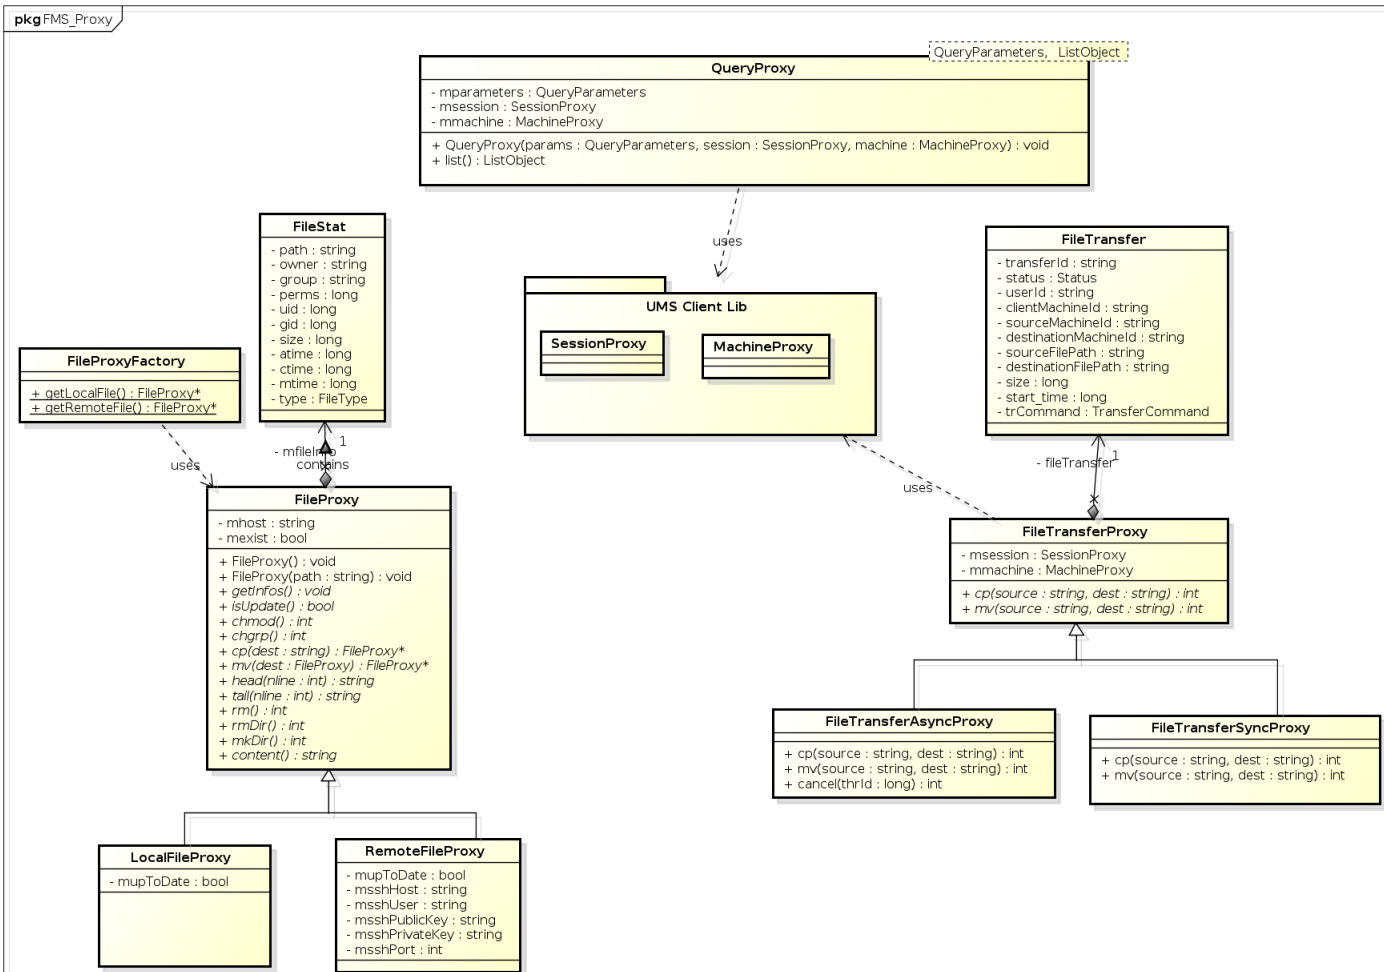 pkg FMS_Proxy
QueryParameters, ListObject
QueryProxy
- mparameters : QueryParameters
- msession : SessionProxy
- mmachine : MachineProxy
+ QueryProxy(params : QueryParameters, session : SessionProxy, machine : MachineProxy) : void
+ list() : ListObject
uses
FileStat
- path : string
- owner : string
- group : string
- perms : long
- uid : long
- gid : long
- size : long
- atime : long
- ctime : long
- mtime : long
- type : FileType
FileTransfer
- transferId : string
- status : Status
- userId : string
- clientMachineId : string
- sourceMachineId : string
- destinationMachineId : string
- sourceFilePath : string
- destinationFilePath : string
- size : long
- start_time : long
- trCommand : TransferCommand
UMS Client Lib
SessionProxy
MachineProxy
FileProxyFactory
+ getLocalFile() : FileProxy*
+ getRemoteFile() : FileProxy*
uses
1
- mfileInfo
contains
uses
1
- fileTransfer
FileProxy
- mhost : string
- mexist : bool
+ FileProxy() : void
+ FileProxy(path : string) : void
+ getInfos() : void
+ isUpdate() : bool
+ chmod() : int
+ chgrp() : int
+ cp(dest : string) : FileProxy*
+ mv(dest : FileProxy) : FileProxy*
+ head(nline : int) : string
+ tail(nline : int) : string
+ rm() : int
+ rmDir() : int
+ mkDir() : int
+ content() : string
FileTransferProxy
- msession : SessionProxy
- mmachine : MachineProxy
+ cp(source : string, dest : string) : int
+ mv(source : string, dest : string) : int
FileTransferAsyncProxy
+ cp(source : string, dest : string) : int
+ mv(source : string, dest : string) : int
+ cancel(thrId : long) : int
FileTransferSyncProxy
+ cp(source : string, dest : string) : int
+ mv(source : string, dest : string) : int
LocalFileProxy
- mupToDate : bool
RemoteFileProxy
- mupToDate : bool
- msshHost : string
- msshUser : string
- msshPublicKey : string
- msshPrivateKey : string
- msshPort : int